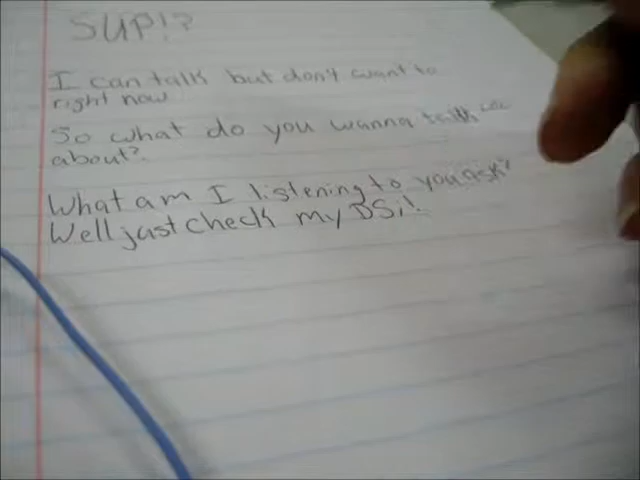 SUP!?
I can talk but don't want to
right now
So what do you wanna talk
about?
What am I listening to you ask?
Well just check my DSi!